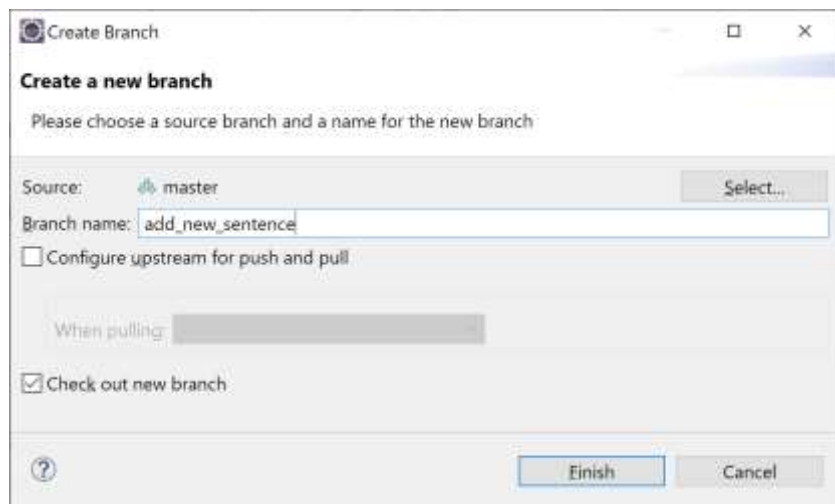 Create Branch
Create a new branch
Please choose a source branch and a name for the new branch
Source: master Select...
Branch name: add_new_sentence
Configure upstream for push and pull
When pulling:
Check out new branch
? Finish Cancel